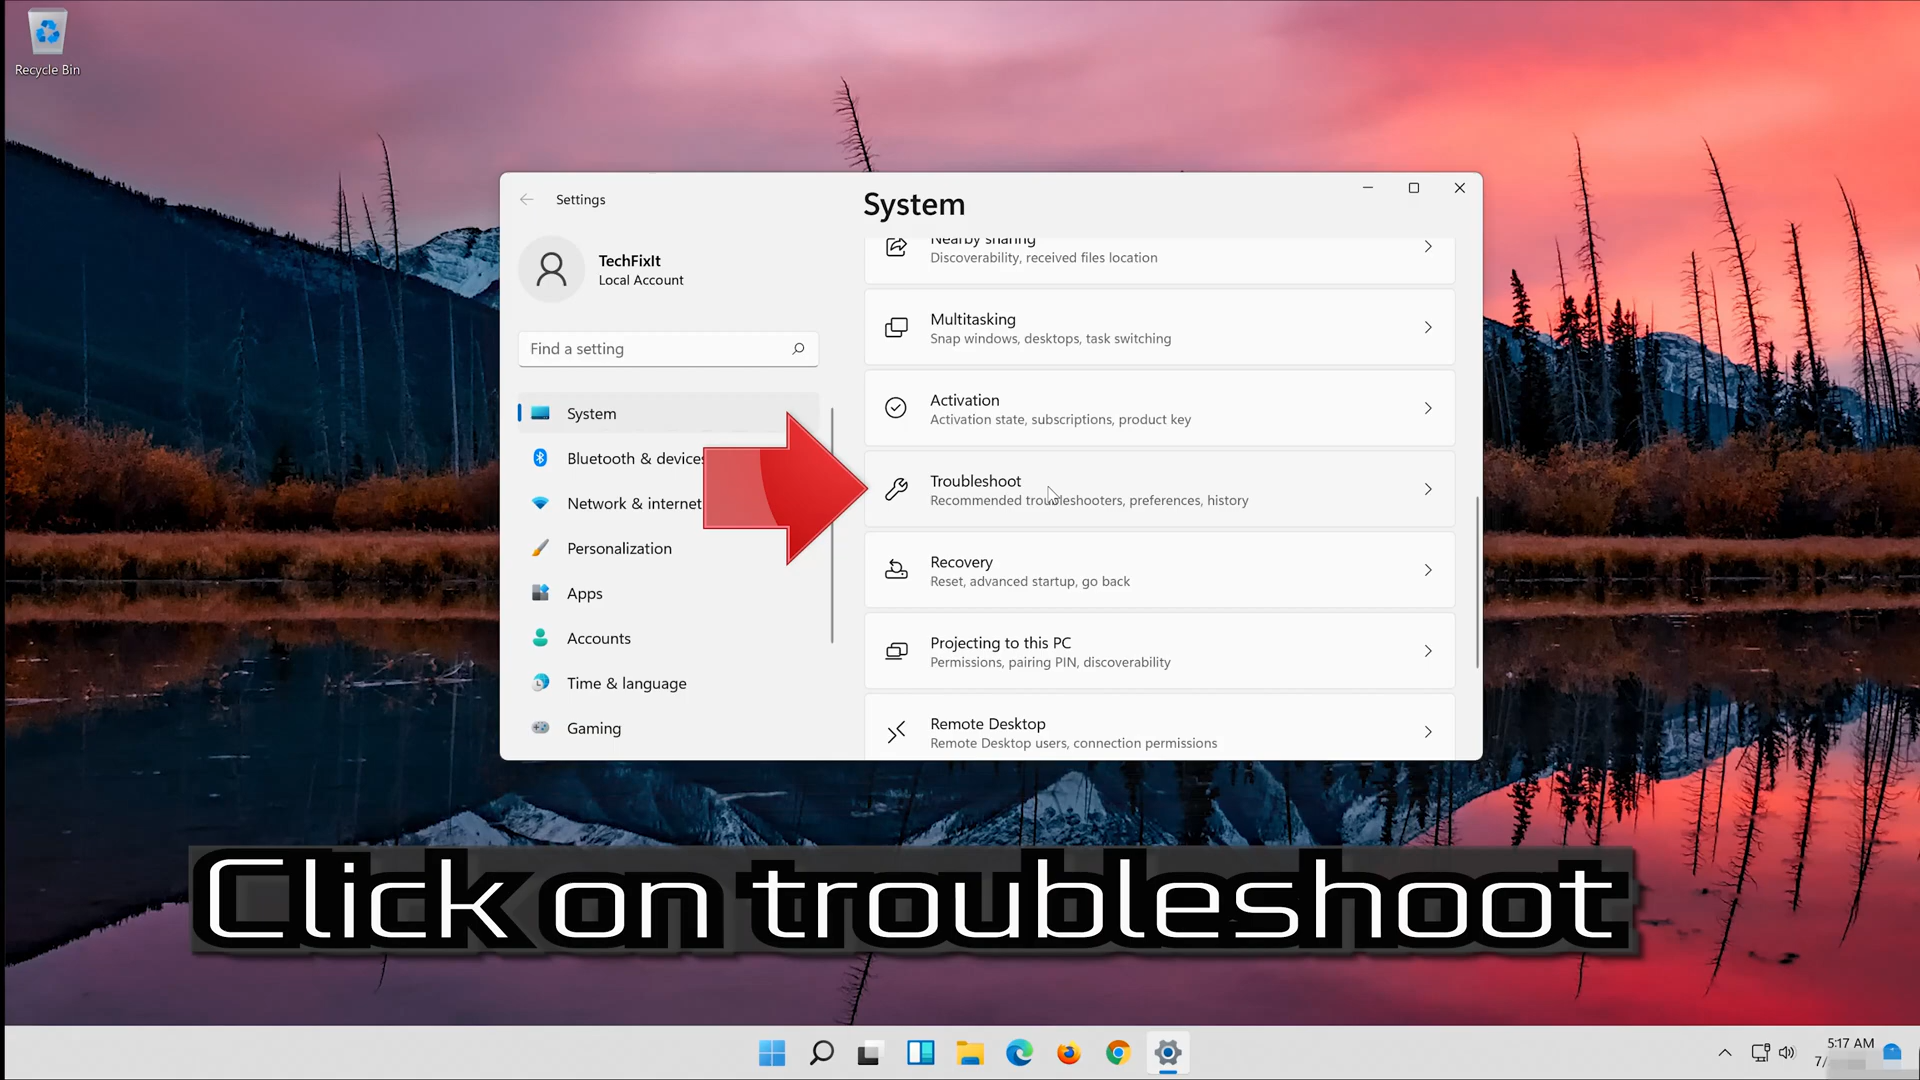 Recycle Bin
Settings
System
TechFixIt
Local Account
Find a setting
System
Bluetooth & devices
Network & internet
Personalization
Apps
Accounts
Time & language
Gaming
Nearby sharing
Discoverability, received files location
Multitasking
Snap windows, desktops, task switching
Activation
Activation state, subscriptions, product key
Troubleshoot
Recommended troubleshooters, preferences, history
Recovery
Reset, advanced startup, go back
Projecting to this PC
Permissions, pairing PIN, discoverability
Remote Desktop
Remote Desktop users, connection permissions
Click on troubleshoot
5:17 AM
7/